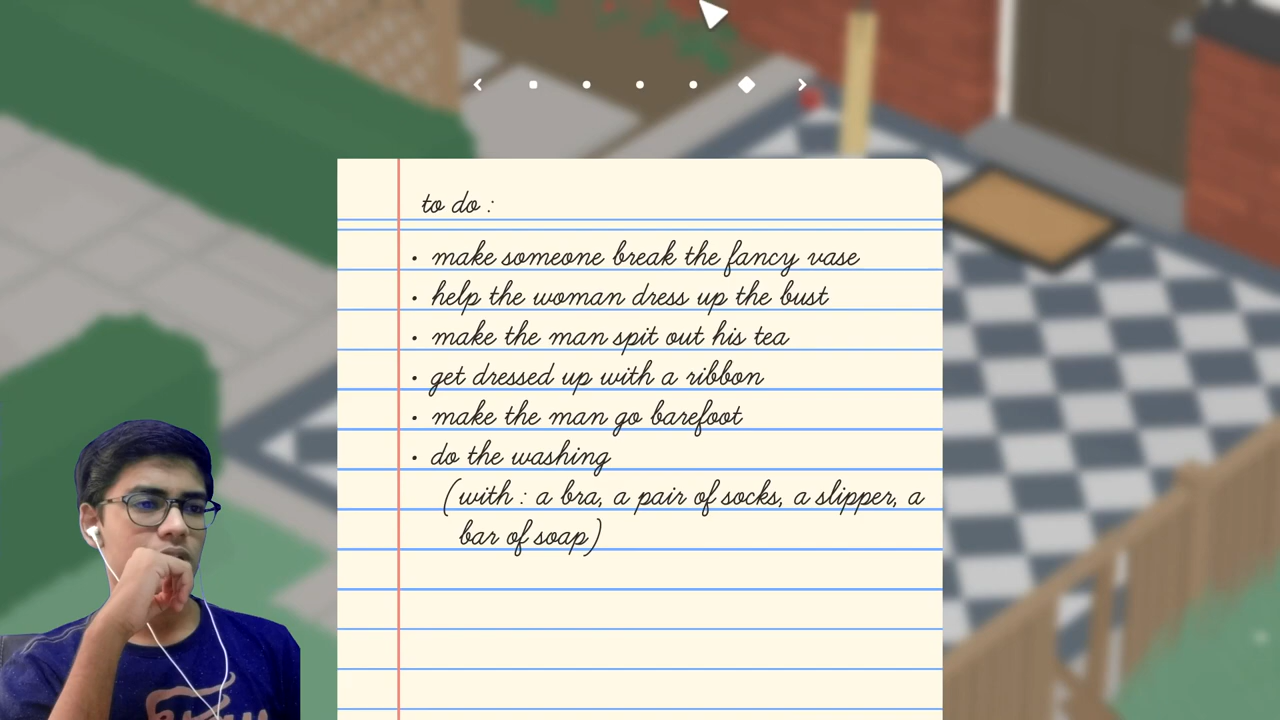 to do :
• make someone break the fancy vase
• help the woman dress up the bust
• make the man spit out his tea
• get dressed up with a ribbon
• make the man go barefoot
• do the washing
(with : a bra, a pair of socks, a slipper, a
bar of soap)